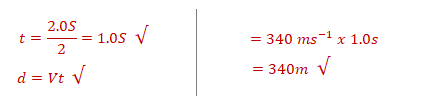 t = 2.0S/2 = 1.0S √
d = Vt √
= 340 ms⁻¹ x 1.0s
= 340m √